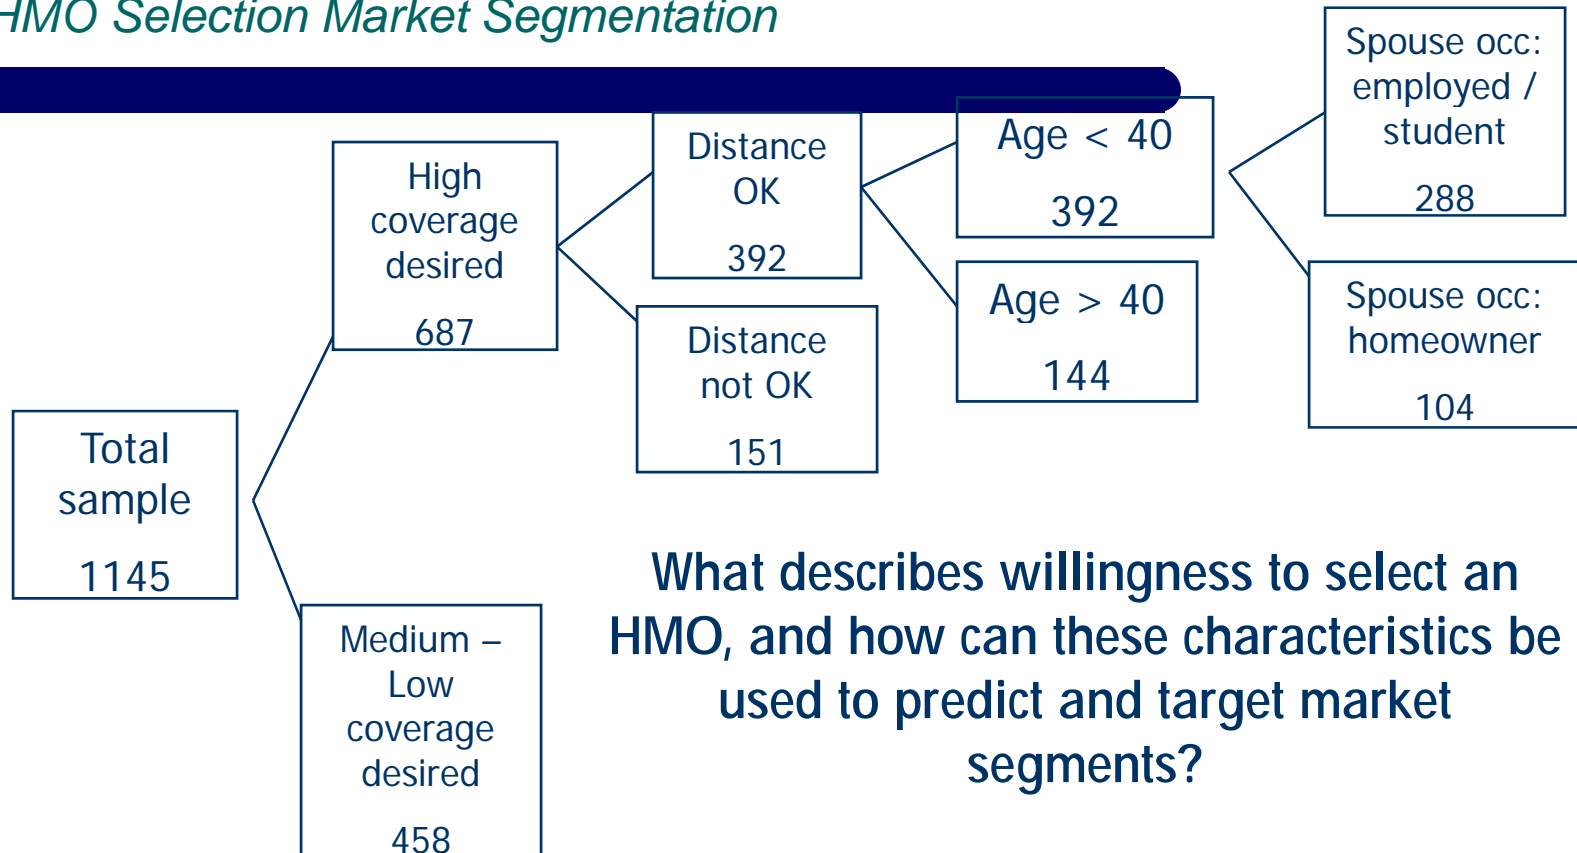 HMO Selection Market Segmentation
Total
sample
1145
High
coverage
desired
687
Medium –
Low
coverage
desired
458
Distance
OK
392
Distance
not OK
151
Age < 40
392
Age > 40
144
Spouse occ:
employed /
student
288
Spouse occ:
homeowner
104
What describes willingness to select an
HMO, and how can these characteristics be
used to predict and target market
segments?